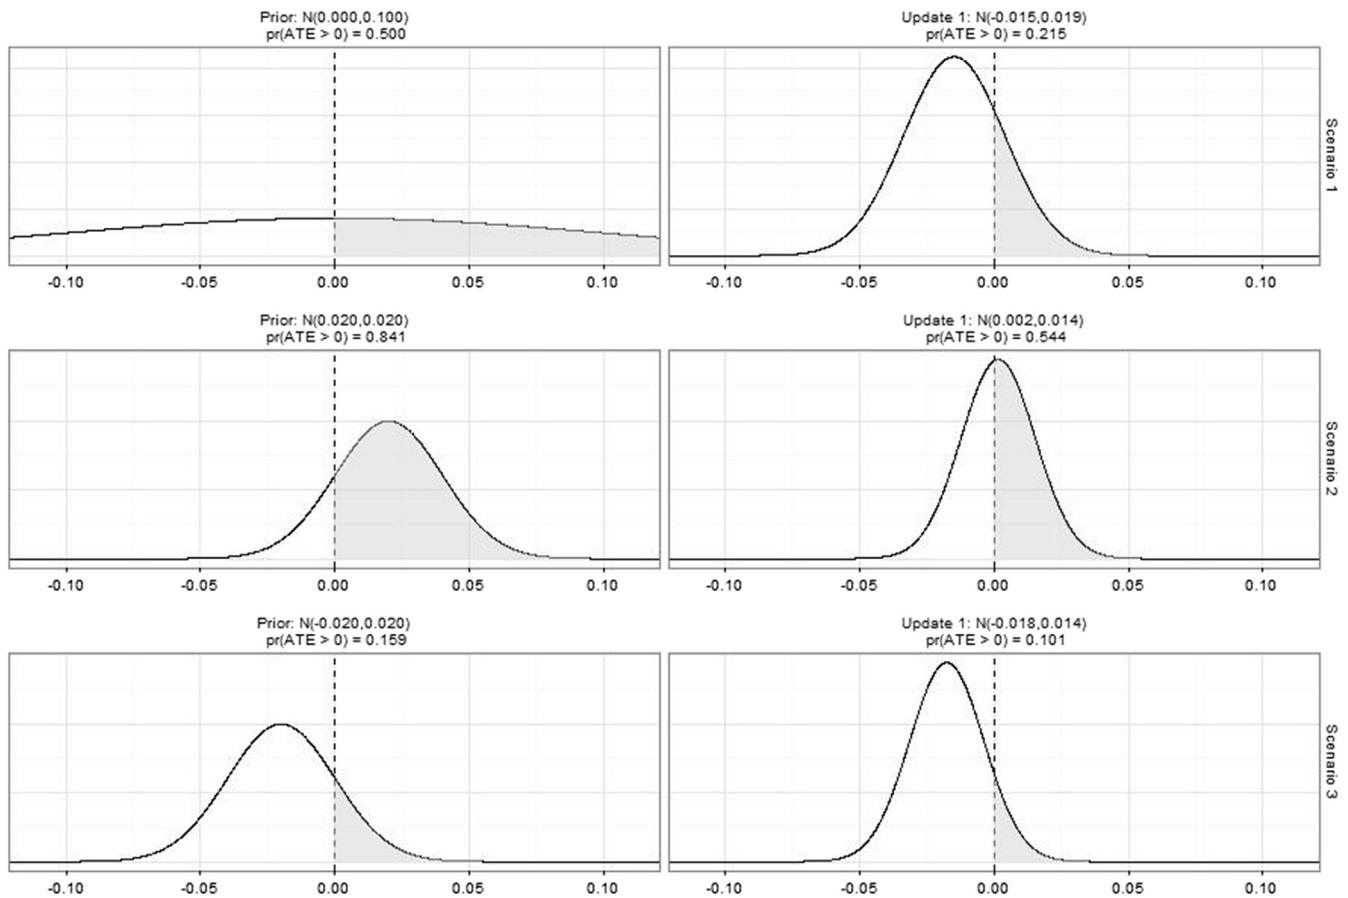 Prior: N(0.000,0.100)
pr(ATE > 0) = 0.500
Update 1: N(-0.015,0.019)
pr(ATE > 0) = 0.215
Scenario 1
-0.10 -0.05 0.00 0.05 0.10
-0.10 -0.05 0.00 0.05 0.10
Prior: N(0.020,0.020)
pr(ATE > 0) = 0.841
Update 1: N(0.002,0.014)
pr(ATE > 0) = 0.544
Scenario 2
-0.10 -0.05 0.00 0.05 0.10
-0.10 -0.05 0.00 0.05 0.10
Prior: N(-0.020,0.020)
pr(ATE > 0) = 0.159
Update 1: N(-0.018,0.014)
pr(ATE > 0) = 0.101
Scenario 3
-0.10 -0.05 0.00 0.05 0.10
-0.10 -0.05 0.00 0.05 0.10